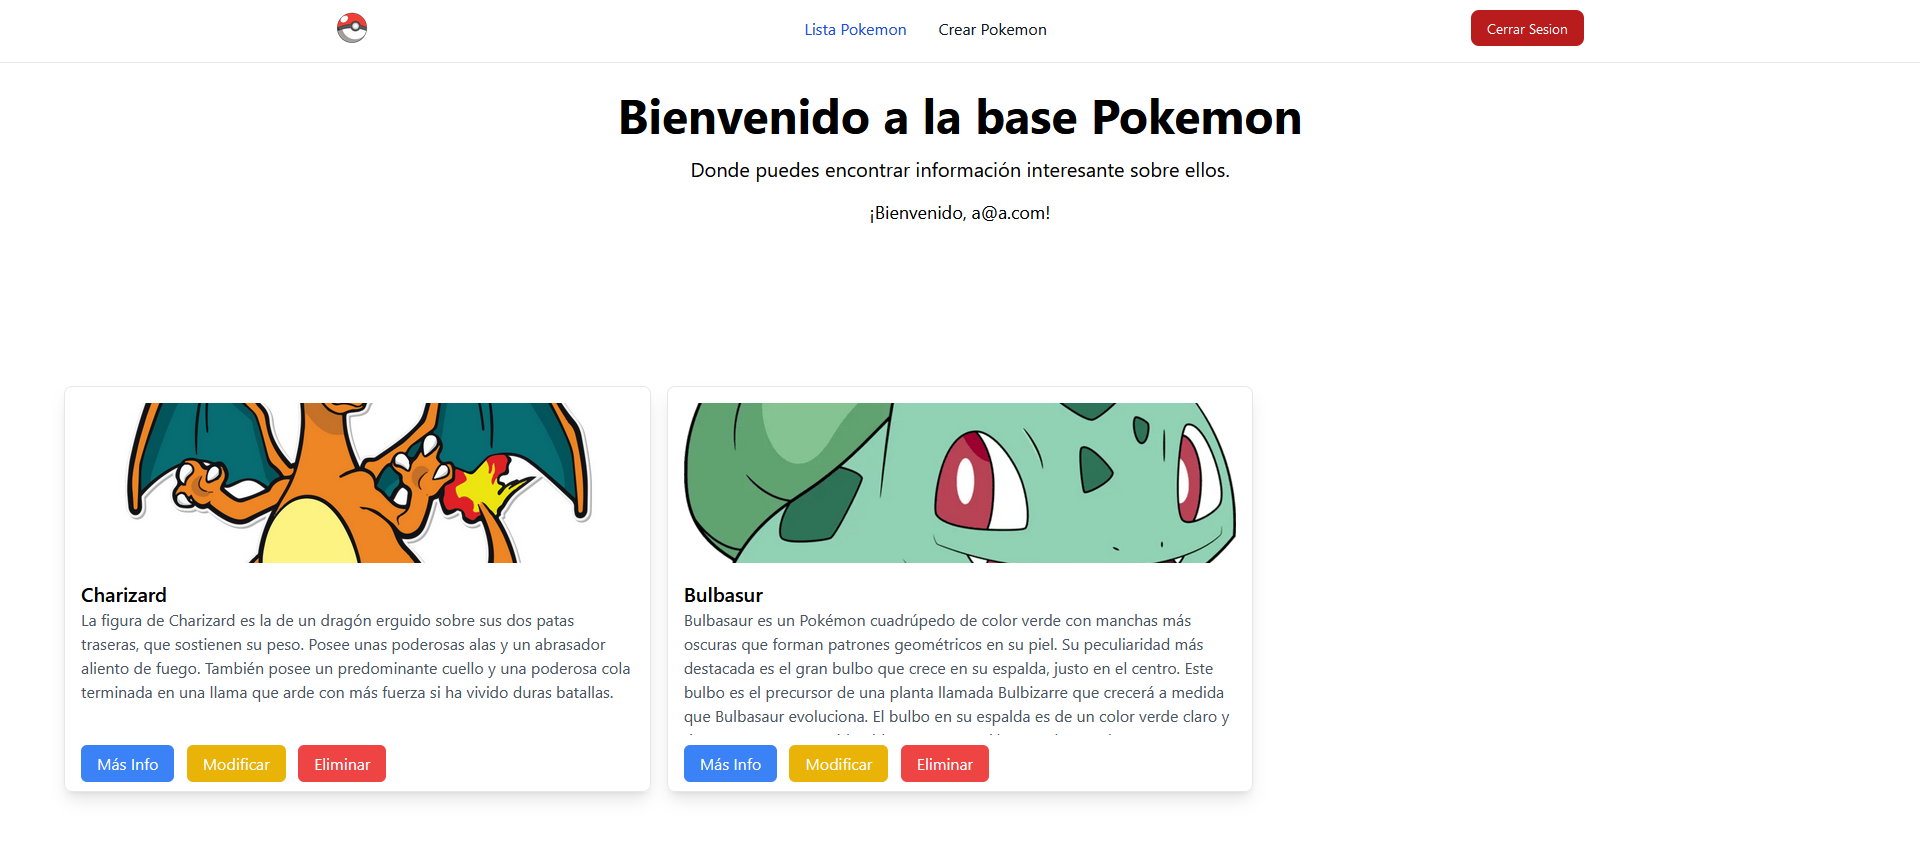 Lista Pokemon Crear Pokemon Cerrar Sesion
Bienvenido a la base Pokemon
Donde puedes encontrar información interesante sobre ellos.
¡Bienvenido, a@a.com!
Charizard
La figura de Charizard es la de un dragón erguido sobre sus dos patas
traseras, que sostienen su peso. Posee unas poderosas alas y un abrasador
aliento de fuego. También posee un predominante cuello y una poderosa cola
terminada en una llama que arde con más fuerza si ha vivido duras batallas.
Más Info Modificar Eliminar
Bulbasur
Bulbasaur es un Pokémon cuadrúpedo de color verde con manchas más
oscuras que forman patrones geométricos en su piel. Su peculiaridad más
destacada es el gran bulbo que crece en su espalda, justo en el centro. Este
bulbo es el precursor de una planta llamada Bulbizarre que crecerá a medida
que Bulbasaur evoluciona. El bulbo en su espalda es de un color verde claro y
Más Info Modificar Eliminar